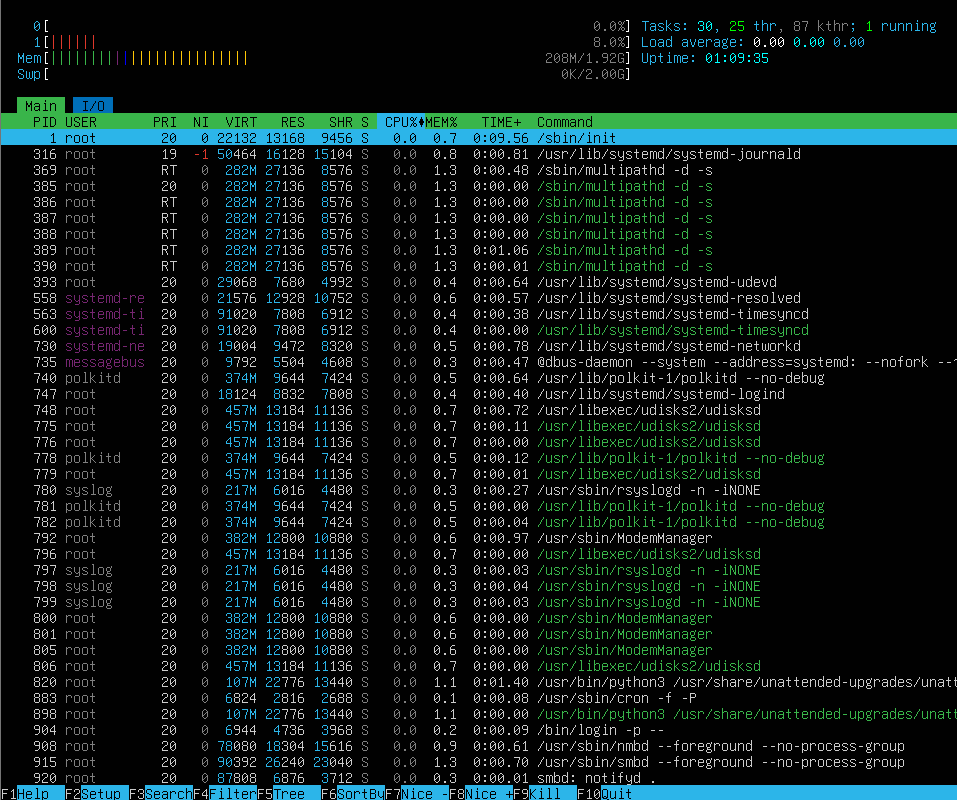 0[ 0.0%] Tasks: 30, 25 thr, 87 kthr; 1 running
1[|||||| 8.0%] Load average: 0.00 0.00 0.00
Mem[||||||||||||||||||||||||| 208M/1.92G] Uptime: 01:09:35
Swp[ 0K/2.00G]
Main I/O
PID USER PRI NI VIRT RES SHR S CPU% MEM% TIME+ Command
1 root 20 0 22132 13168 9456 S 0.0 0.7 0:09.56 /sbin/init
316 root 19 -1 50464 16128 15104 S 0.0 0.8 0:00.81 /usr/lib/systemd/systemd-journald
369 root RT 0 282M 27136 8576 S 0.0 1.3 0:00.48 /sbin/multipathd -d -s
385 root 20 0 282M 27136 8576 S 0.0 1.3 0:00.00 /sbin/multipathd -d -s
386 root RT 0 282M 27136 8576 S 0.0 1.3 0:00.00 /sbin/multipathd -d -s
387 root RT 0 282M 27136 8576 S 0.0 1.3 0:00.00 /sbin/multipathd -d -s
388 root RT 0 282M 27136 8576 S 0.0 1.3 0:00.00 /sbin/multipathd -d -s
389 root RT 0 282M 27136 8576 S 0.0 1.3 0:01.06 /sbin/multipathd -d -s
390 root RT 0 282M 27136 8576 S 0.0 1.3 0:00.01 /sbin/multipathd -d -s
393 root 20 0 29068 7680 4992 S 0.0 0.4 0:00.64 /usr/lib/systemd/systemd-udevd
558 systemd-re 20 0 21576 12928 10752 S 0.0 0.6 0:00.57 /usr/lib/systemd/systemd-resolved
563 systemd-ti 20 0 91020 7808 6912 S 0.0 0.4 0:00.38 /usr/lib/systemd/systemd-timesyncd
600 systemd-ti 20 0 91020 7808 6912 S 0.0 0.4 0:00.00 /usr/lib/systemd/systemd-timesyncd
730 systemd-ne 20 0 19004 9472 8320 S 0.0 0.5 0:00.78 /usr/lib/systemd/systemd-networkd
735 messagebus 20 0 9792 5504 4608 S 0.0 0.3 0:00.47 @dbus-daemon --system --address=systemd: --nofork --
740 polkitd 20 0 374M 9644 7424 S 0.0 0.5 0:00.64 /usr/lib/polkit-1/polkitd --no-debug
747 root 20 0 18124 8832 7808 S 0.0 0.4 0:00.40 /usr/lib/systemd/systemd-logind
748 root 20 0 457M 13184 11136 S 0.0 0.7 0:00.72 /usr/libexec/udisks2/udisksd
775 root 20 0 457M 13184 11136 S 0.0 0.7 0:00.11 /usr/libexec/udisks2/udisksd
776 root 20 0 457M 13184 11136 S 0.0 0.7 0:00.00 /usr/libexec/udisks2/udisksd
778 polkitd 20 0 374M 9644 7424 S 0.0 0.5 0:00.12 /usr/lib/polkit-1/polkitd --no-debug
779 root 20 0 457M 13184 11136 S 0.0 0.7 0:00.01 /usr/libexec/udisks2/udisksd
780 syslog 20 0 217M 6016 4480 S 0.0 0.3 0:00.27 /usr/sbin/rsyslogd -n -iNONE
781 polkitd 20 0 374M 9644 7424 S 0.0 0.5 0:00.00 /usr/lib/polkit-1/polkitd --no-debug
782 polkitd 20 0 374M 9644 7424 S 0.0 0.5 0:00.04 /usr/lib/polkit-1/polkitd --no-debug
792 root 20 0 382M 12800 10880 S 0.0 0.6 0:00.97 /usr/sbin/ModemManager
796 root 20 0 457M 13184 11136 S 0.0 0.7 0:00.00 /usr/libexec/udisks2/udisksd
797 syslog 20 0 217M 6016 4480 S 0.0 0.3 0:00.03 /usr/sbin/rsyslogd -n -iNONE
798 syslog 20 0 217M 6016 4480 S 0.0 0.3 0:00.04 /usr/sbin/rsyslogd -n -iNONE
799 syslog 20 0 217M 6016 4480 S 0.0 0.3 0:00.03 /usr/sbin/rsyslogd -n -iNONE
800 root 20 0 382M 12800 10880 S 0.0 0.6 0:00.00 /usr/sbin/ModemManager
801 root 20 0 382M 12800 10880 S 0.0 0.6 0:00.00 /usr/sbin/ModemManager
805 root 20 0 382M 12800 10880 S 0.0 0.6 0:00.00 /usr/sbin/ModemManager
806 root 20 0 457M 13184 11136 S 0.0 0.7 0:00.00 /usr/libexec/udisks2/udisksd
820 root 20 0 107M 22776 13440 S 0.0 1.1 0:01.40 /usr/bin/python3 /usr/share/unattended-upgrades/unatt
883 root 20 0 6824 2816 2688 S 0.0 0.1 0:00.08 /usr/sbin/cron -f -P
898 root 20 0 107M 22776 13440 S 0.0 1.1 0:00.00 /usr/bin/python3 /usr/share/unattended-upgrades/unatt
904 root 20 0 6944 4736 3968 S 0.0 0.2 0:00.09 /bin/login -p --
908 root 20 0 78080 18304 15616 S 0.0 0.9 0:00.61 /usr/sbin/nmbd --foreground --no-process-group
915 root 20 0 90392 26240 23040 S 0.0 1.3 0:00.70 /usr/sbin/smbd --foreground --no-process-group
920 root 20 0 87808 6876 3712 S 0.0 0.3 0:00.01 smbd: notifyd .
F1Help F2Setup F3SearchF4FilterF5Tree F6SortByF7Nice -F8Nice +F9Kill F10Quit